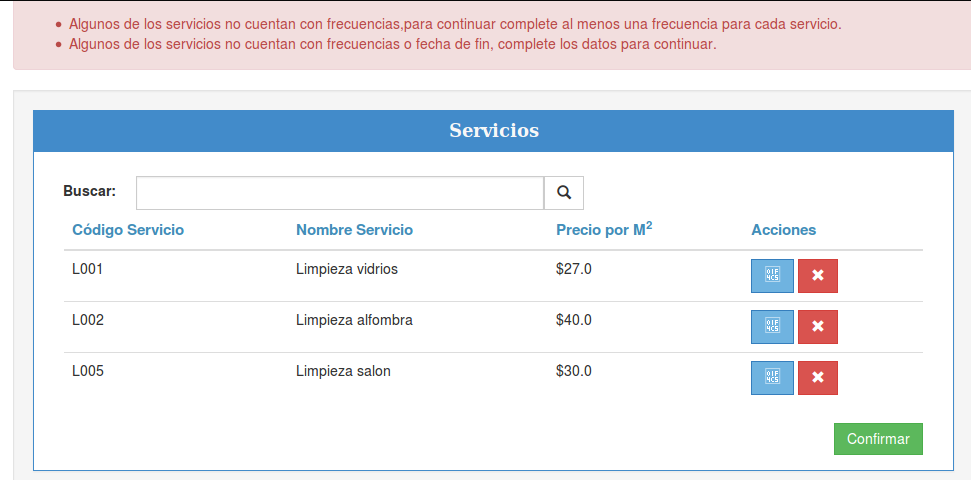 Algunos de los servicios no cuentan con frecuencias,para continuar complete al menos una frecuencia para cada servicio.
Algunos de los servicios no cuentan con frecuencias o fecha de fin, complete los datos para continuar.
Servicios
Buscar:
Código Servicio Nombre Servicio Precio por M² Acciones
L001 Limpieza vidrios $27.0
L002 Limpieza alfombra $40.0
L005 Limpieza salon $30.0
Confirmar